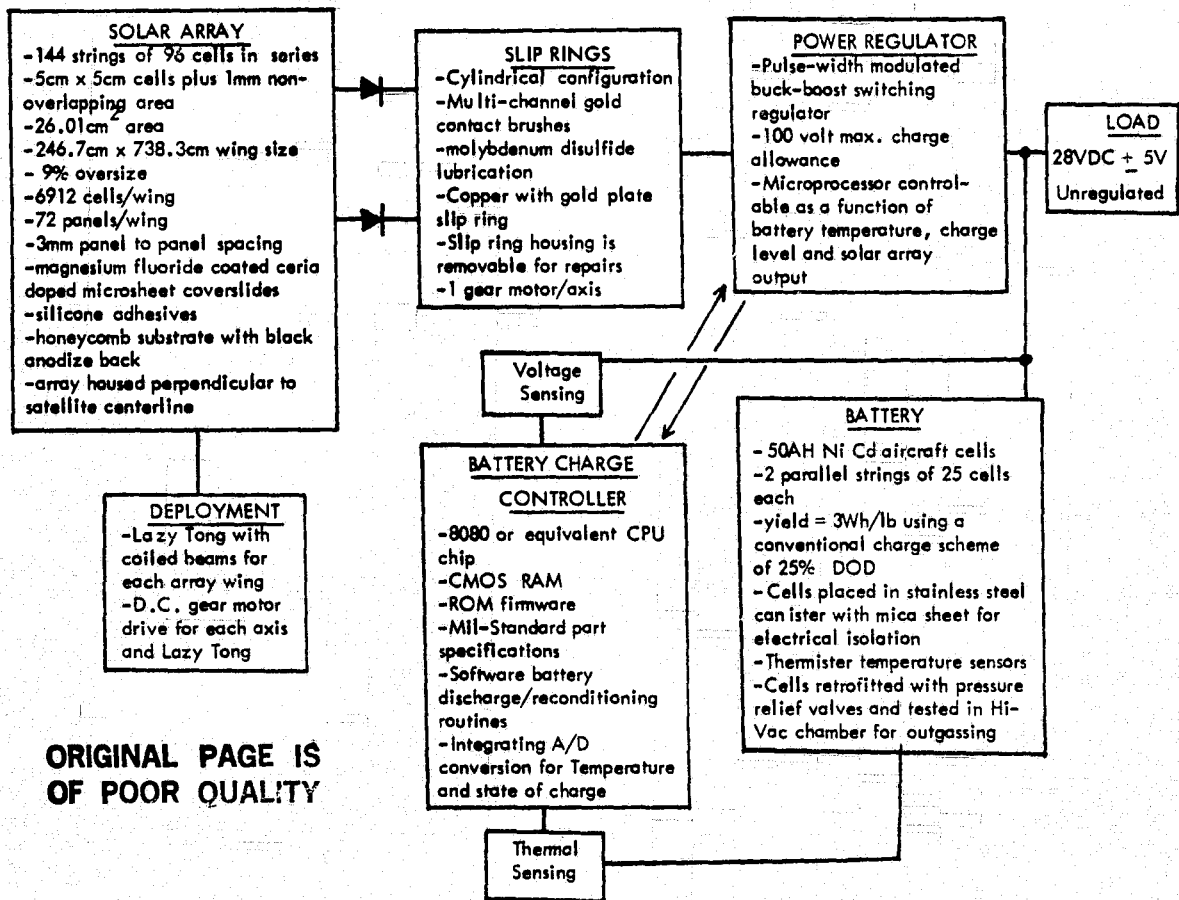 SOLAR ARRAY
-144 strings of 96 cells in series
-5cm x 5cm cells plus 1mm non-
overlapping area
-26.01cm² area
-246.7cm x 738.3cm wing size
- 9% oversize
-6912 cells/wing
-72 panels/wing
-3mm panel to panel spacing
-magnesium fluoride coated ceria
doped microsheet coverslides
-silicone adhesives
-honeycomb substrate with black
anodize back
-array housed perpendicular to
satellite centerline
SLIP RINGS
-Cylindrical configuration
-Multi-channel gold
contact brushes
-molybdenum disulfide
lubrication
-Copper with gold plate
slip ring
-Slip ring housing is
removable for repairs
-1 gear motor/axis
POWER REGULATOR
-Pulse-width modulated
buck-boost switching
regulator
-100 volt max. charge
allowance
-Microprocessor control-
able as a function of
battery temperature, charge
level and solar array
output
LOAD
28VDC ± 5V
Unregulated
Voltage
Sensing
DEPLOYMENT
-Lazy Tong with
coiled beams for
each array wing
-D.C. gear motor
drive for each axis
and Lazy Tong
BATTERY CHARGE
CONTROLLER
-8080 or equivalent CPU
chip
-CMOS RAM
-ROM firmware
-Mil-Standard part
specifications
-Software battery
discharge/reconditioning
routines
-Integrating A/D
conversion for Temperature
and state of charge
BATTERY
-50AH Ni Cd aircraft cells
-2 parallel strings of 25 cells
each
-yield = 3Wh/lb using a
conventional charge scheme
of 25% DOD
-Cells placed in stainless steel
can ister with mica sheet for
electrical isolation
-Thermister temperature sensors
-Cells retrofitted with pressure
relief valves and tested in Hi-
Vac chamber for outgassing
Thermal
Sensing
ORIGINAL PAGE IS
OF POOR QUALITY